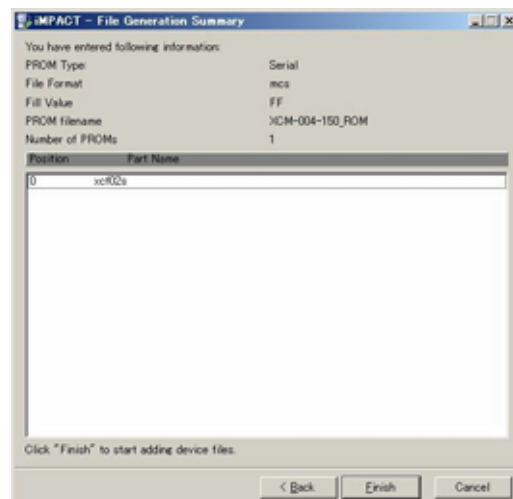 iMPACT - File Generation Summary
You have entered following information:
PROM Type: Serial
File Format mcs
Fill Value FF
PROM filename XCM-004-150_ROM
Number of PROMs 1
Position Part Name
0 xcf02s
Click "Finish" to start adding device files.
< Back Finish Cancel